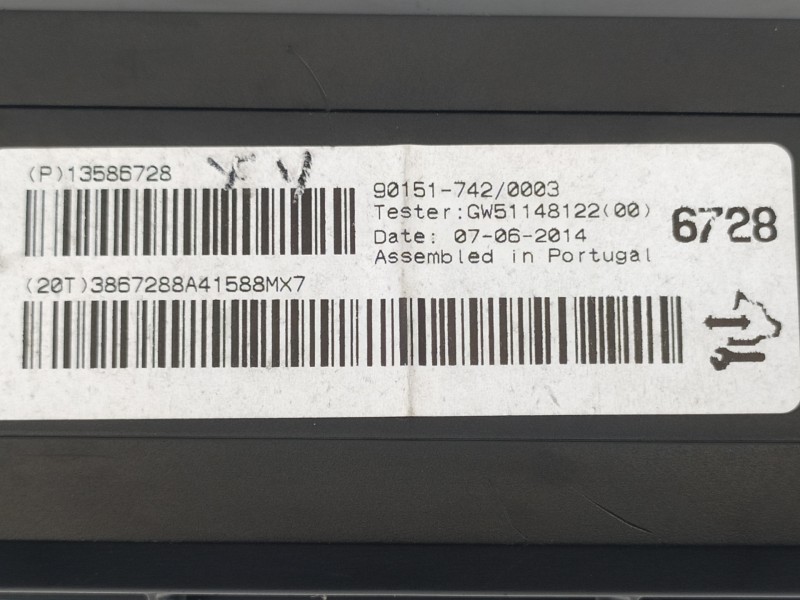 (P)13586728
90151-742/0003
Tester:GW51148122(00)
Date: 07-06-2014
Assembled in Portugal
6728
(20T)3867288A41588MX7